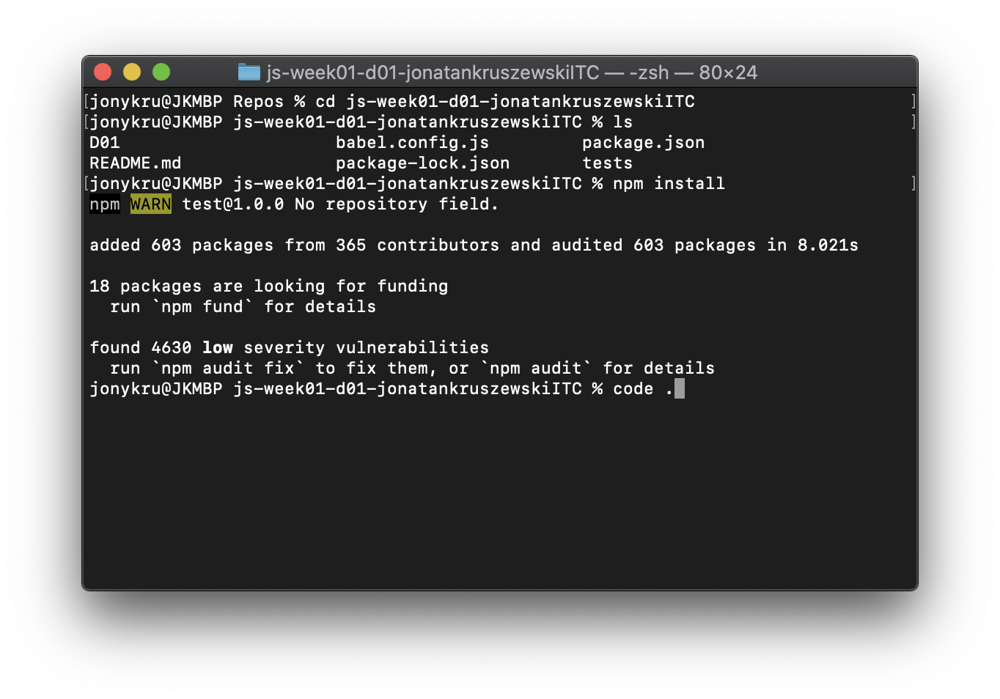 js-week01-d01-jonatankruszewskiITC — -zsh — 80×24
[jonykru@JKMBP Repos % cd js-week01-d01-jonatankruszewskiITC ]
[jonykru@JKMBP js-week01-d01-jonatankruszewskiITC % ls ]
D01 babel.config.js package.json
README.md package-lock.json tests
[jonykru@JKMBP js-week01-d01-jonatankruszewskiITC % npm install ]
npm WARN test@1.0.0 No repository field.
added 603 packages from 365 contributors and audited 603 packages in 8.021s
18 packages are looking for funding
run `npm fund` for details
found 4630 low severity vulnerabilities
run `npm audit fix` to fix them, or `npm audit` for details
jonykru@JKMBP js-week01-d01-jonatankruszewskiITC % code .